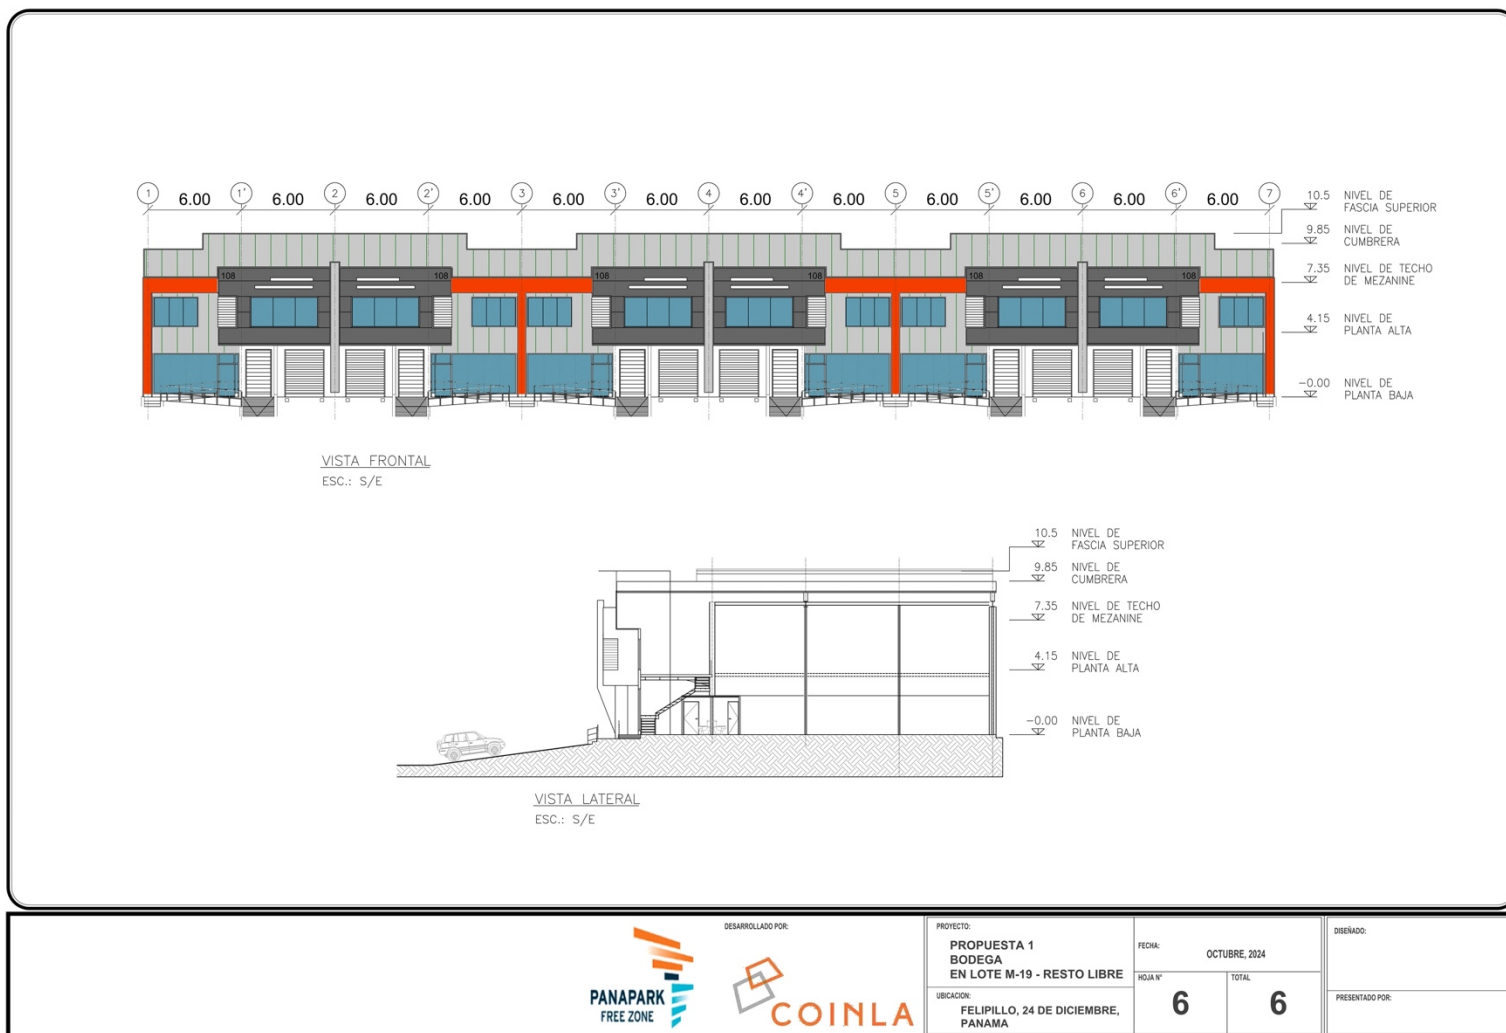 1 1' 2 2' 3 3' 4 4' 5 5' 6 6' 7
6.00 6.00 6.00 6.00 6.00 6.00 6.00 6.00 6.00 6.00 6.00 6.00
10.5 NIVEL DE
FASCIA SUPERIOR
9.85 NIVEL DE
CUMBRERA
7.35 NIVEL DE TECHO
DE MEZANINE
4.15 NIVEL DE
PLANTA ALTA
-0.00 NIVEL DE
PLANTA BAJA
108 108 108 108 108 108
VISTA FRONTAL
ESC.: S/E
10.5 NIVEL DE
FASCIA SUPERIOR
9.85 NIVEL DE
CUMBRERA
7.35 NIVEL DE TECHO
DE MEZANINE
4.15 NIVEL DE
PLANTA ALTA
-0.00 NIVEL DE
PLANTA BAJA
VISTA LATERAL
ESC.: S/E
PANAPARK
FREE ZONE
DESARROLLADO POR:
COINLA
PROYECTO:
PROPUESTA 1
BODEGA
EN LOTE M-19 - RESTO LIBRE
UBICACION:
FELIPILLO, 24 DE DICIEMBRE,
PANAMA
FECHA:
OCTUBRE, 2024
HOJA N°
6
TOTAL
6
DISEÑADO:
PRESENTADO POR: